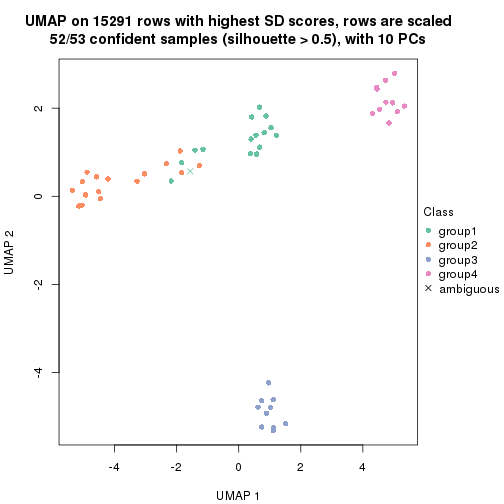 UMAP on 15291 rows with highest SD scores, rows are scaled
52/53 confident samples (silhouette > 0.5), with 10 PCs
UMAP 2
2
0
-2
-4
-4
-2
0
2
4
UMAP 1
Class
group1
group2
group3
group4
ambiguous